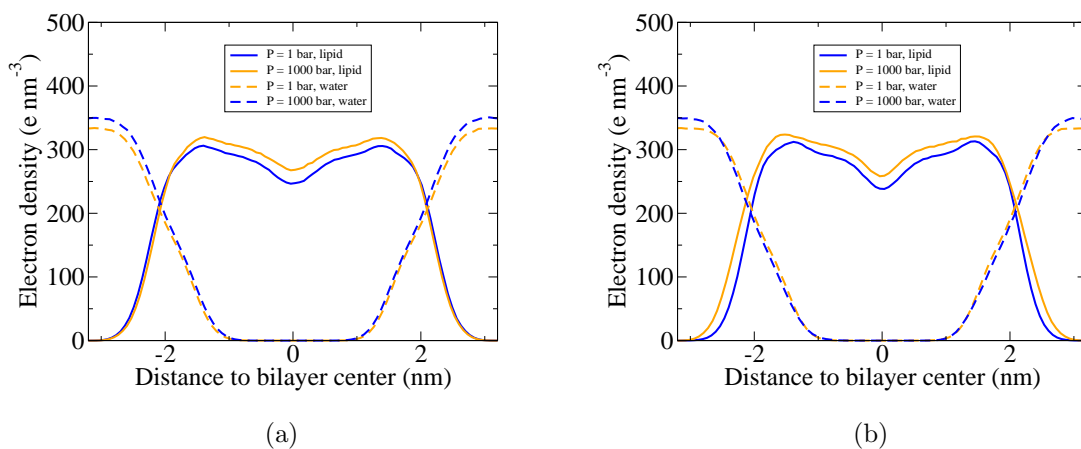 500
400
300
200
100
0
Electron density (e nm-3)
P = 1 bar, lipid
P = 1000 bar, lipid
P = 1 bar, water
P = 1000 bar, water
-2 0 2
Distance to bilayer center (nm)
(a)
500
400
300
200
100
0
Electron density (e nm-3)
P = 1 bar, lipid
P = 1000 bar, lipid
P = 1 bar, water
P = 1000 bar, water
-2 0 2
Distance to bilayer center (nm)
(b)